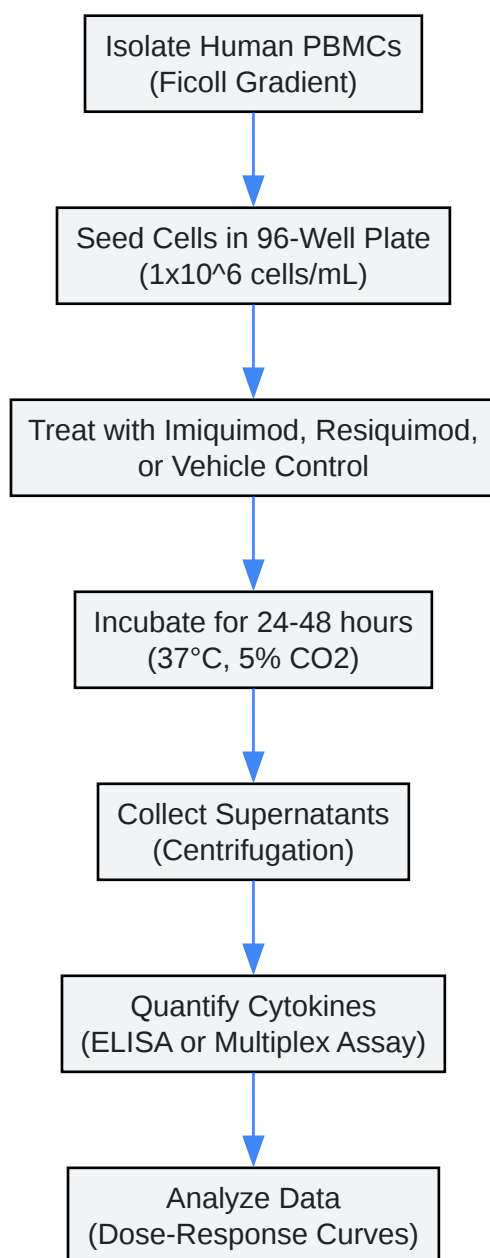 Isolate Human PBMCs
(Ficoll Gradient)
Seed Cells in 96-Well Plate
(1x10^6 cells/mL)
Treat with Imiquimod, Resiquimod,
or Vehicle Control
Incubate for 24-48 hours
(37°C, 5% CO2)
Collect Supernatants
(Centrifugation)
Quantify Cytokines
(ELISA or Multiplex Assay)
Analyze Data
(Dose-Response Curves)